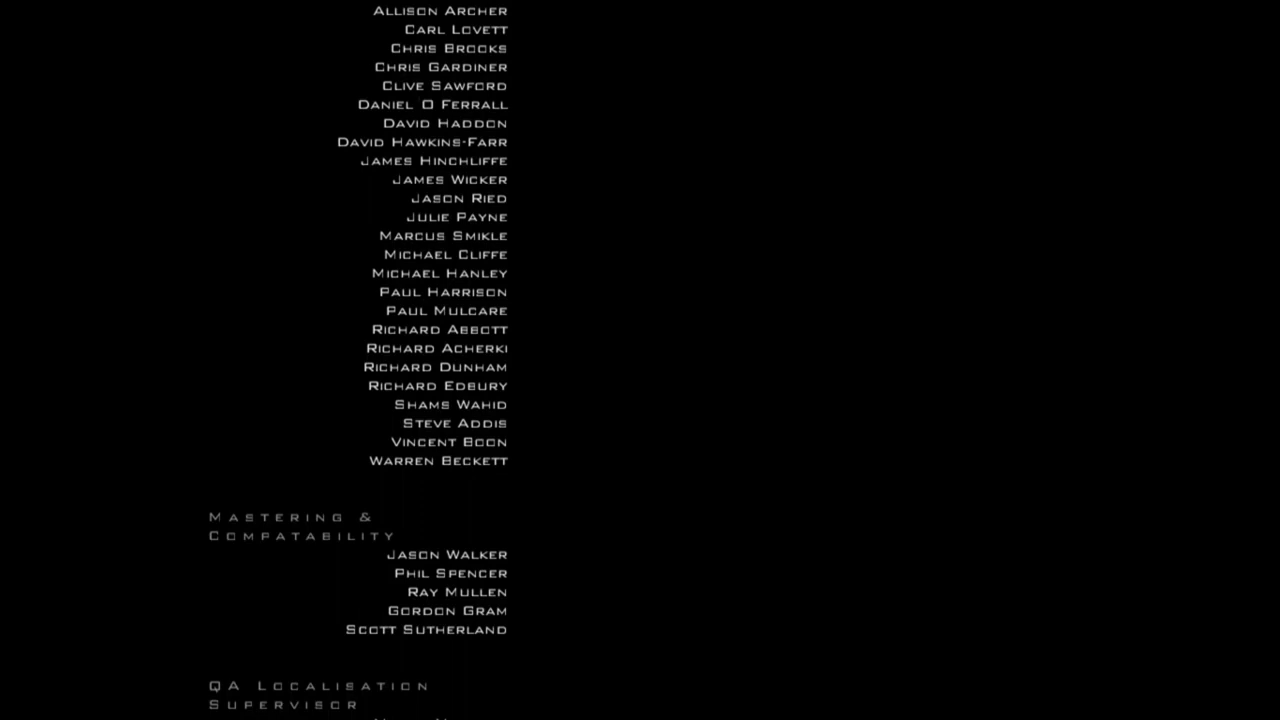 Allison Archer
Carl Lovett
Chris Brooks
Chris Gardiner
Clive Sawford
Daniel O Ferrall
David Haddon
David Hawkins-Farr
James Hinchliffe
James Wicker
Jason Ried
Julie Payne
Marcus Smikle
Michael Cliffe
Michael Hanley
Paul Harrison
Paul Mulcare
Richard Abbott
Richard Acherki
Richard Dunham
Richard Edbury
Shams Wahid
Steve Addis
Vincent Boon
Warren Beckett
Mastering &
Compatability
Jason Walker
Phil Spencer
Ray Mullen
Gordon Gram
Scott Sutherland
QA Localisation
Supervisor